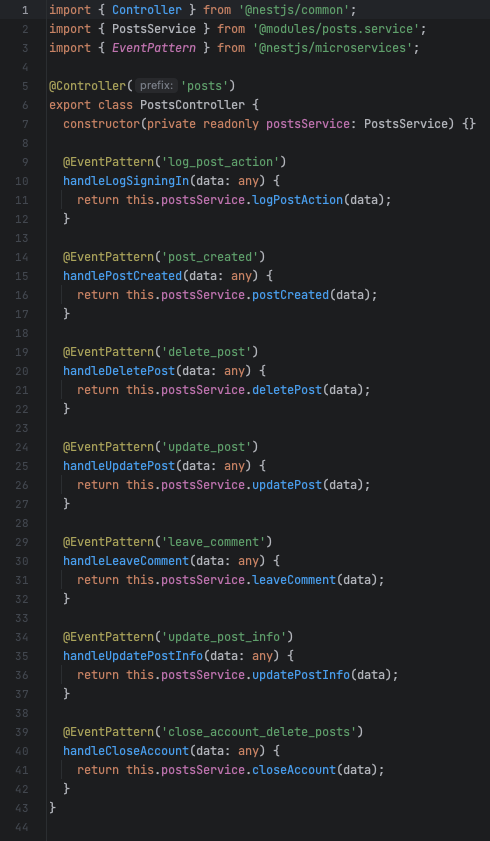 1 import { Controller } from '@nestjs/common';
2 import { PostsService } from '@modules/posts.service';
3 import { EventPattern } from '@nestjs/microservices';
4
5 @Controller( prefix: 'posts')
6 export class PostsController {
7   constructor(private readonly postsService: PostsService) {}
8
9   @EventPattern('log_post_action')
10   handleLogSigningIn(data: any) {
11     return this.postsService.logPostAction(data);
12   }
13
14   @EventPattern('post_created')
15   handlePostCreated(data: any) {
16     return this.postsService.postCreated(data);
17   }
18
19   @EventPattern('delete_post')
20   handleDeletePost(data: any) {
21     return this.postsService.deletePost(data);
22   }
23
24   @EventPattern('update_post')
25   handleUpdatePost(data: any) {
26     return this.postsService.updatePost(data);
27   }
28
29   @EventPattern('leave_comment')
30   handleLeaveComment(data: any) {
31     return this.postsService.leaveComment(data);
32   }
33
34   @EventPattern('update_post_info')
35   handleUpdatePostInfo(data: any) {
36     return this.postsService.updatePostInfo(data);
37   }
38
39   @EventPattern('close_account_delete_posts')
40   handleCloseAccount(data: any) {
41     return this.postsService.closeAccount(data);
42   }
43 }
44